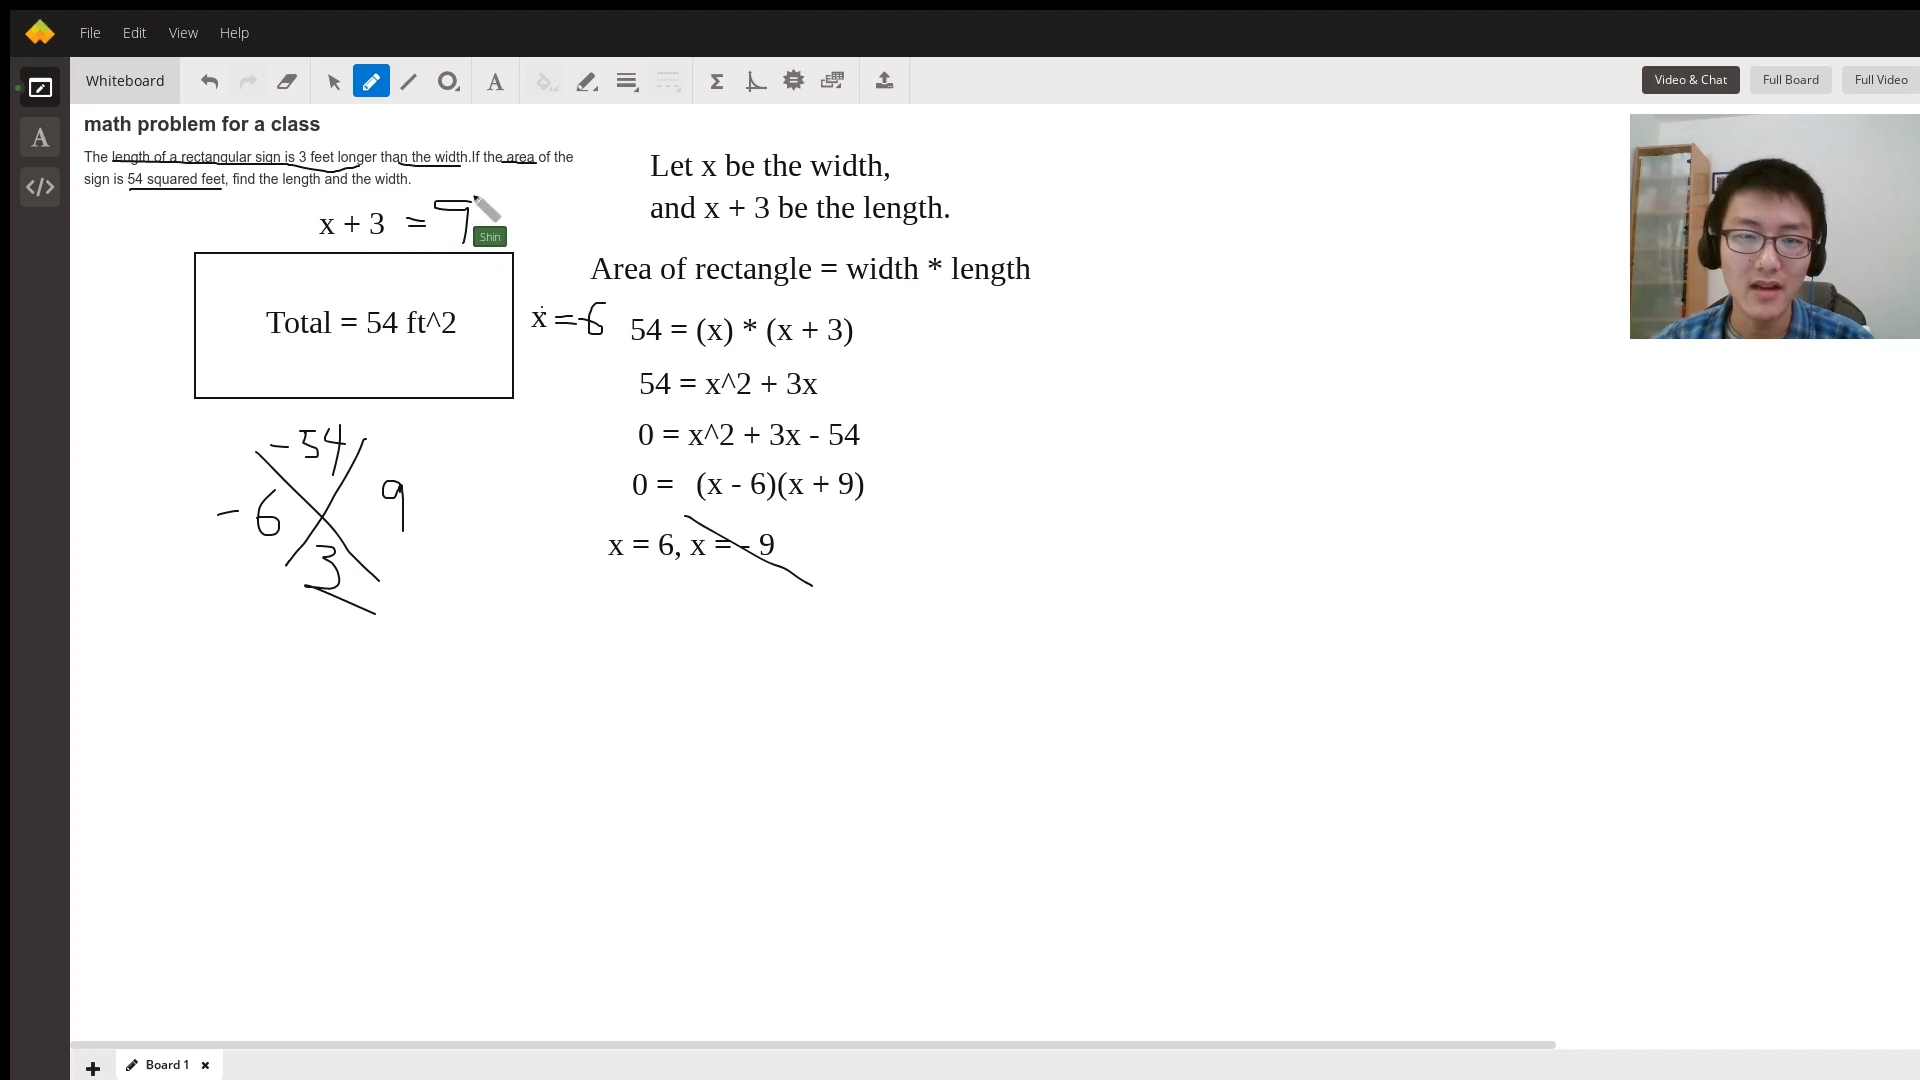 File Edit View Help
Whiteboard A Σ Video & Chat Full Board Full Video
A
</>
math problem for a class
The length of a rectangular sign is 3 feet longer than the width.If the area of the
sign is 54 squared feet, find the length and the width.
x + 3 =
Shin
Total = 54 ft^2
x = 6
- 54
- 6 9
3
Let x be the width,
and x + 3 be the length.
Area of rectangle = width * length
54 = (x) * (x + 3)
54 = x^2 + 3x
0 = x^2 + 3x - 54
0 = (x - 6)(x + 9)
x = 6, x = - 9
Board 1